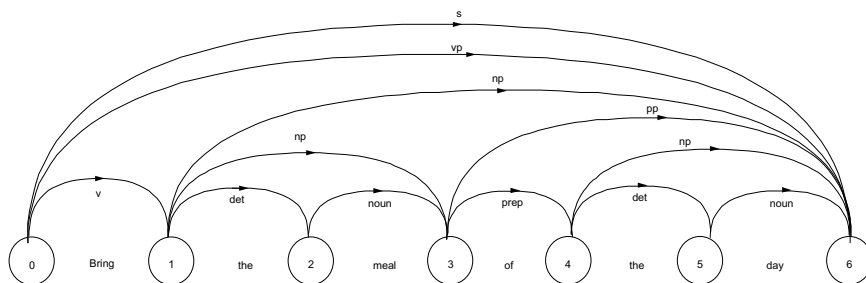 s
vp
np
pp
np
np
v
det
noun
prep
det
noun
0 Bring 1 the 2 meal 3 of 4 the 5 day 6